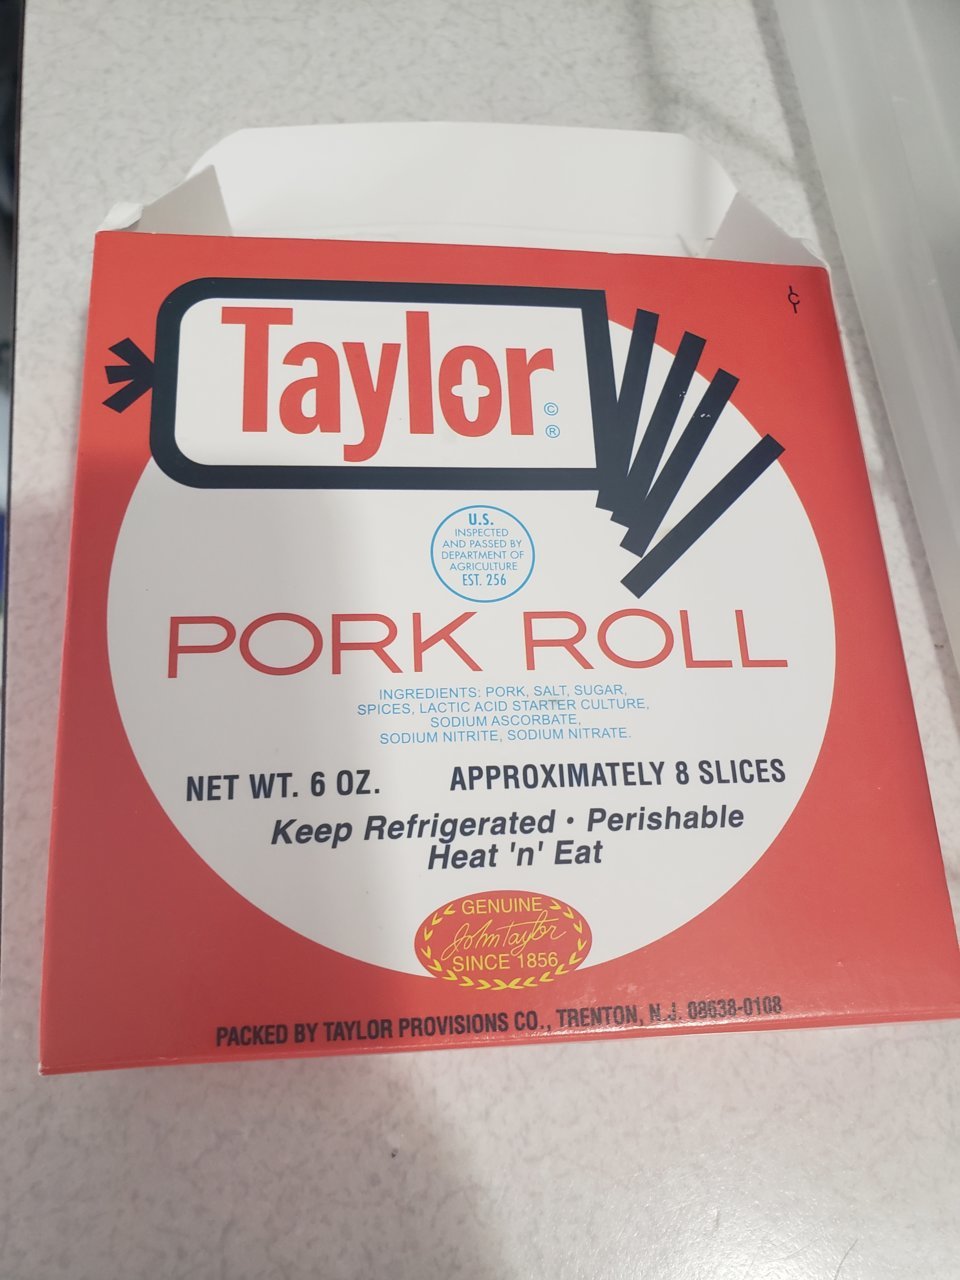 Taylor
©
®
U.S.
INSPECTED
AND PASSED BY
DEPARTMENT OF
AGRICULTURE
EST. 256
PORK ROLL
INGREDIENTS: PORK, SALT, SUGAR,
SPICES, LACTIC ACID STARTER CULTURE,
SODIUM ASCORBATE,
SODIUM NITRITE, SODIUM NITRATE.
NET WT. 6 OZ. APPROXIMATELY 8 SLICES
Keep Refrigerated • Perishable
Heat 'n' Eat
GENUINE
John Taylor
SINCE 1856
PACKED BY TAYLOR PROVISIONS CO., TRENTON, N.J. 08638-0108